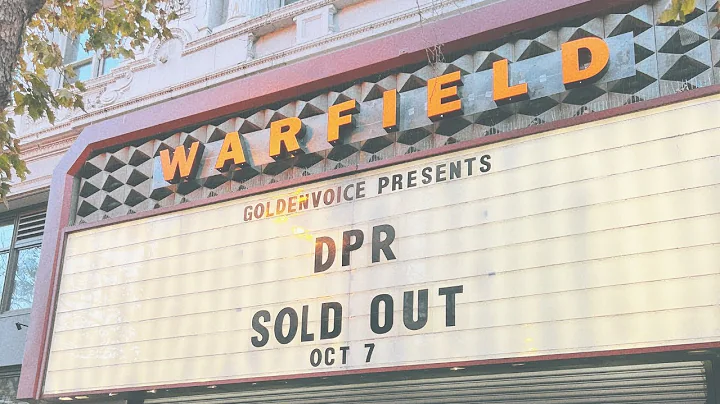 WARFIELD
GOLDENVOICE PRESENTS
DPR
SOLD OUT
OCT 7